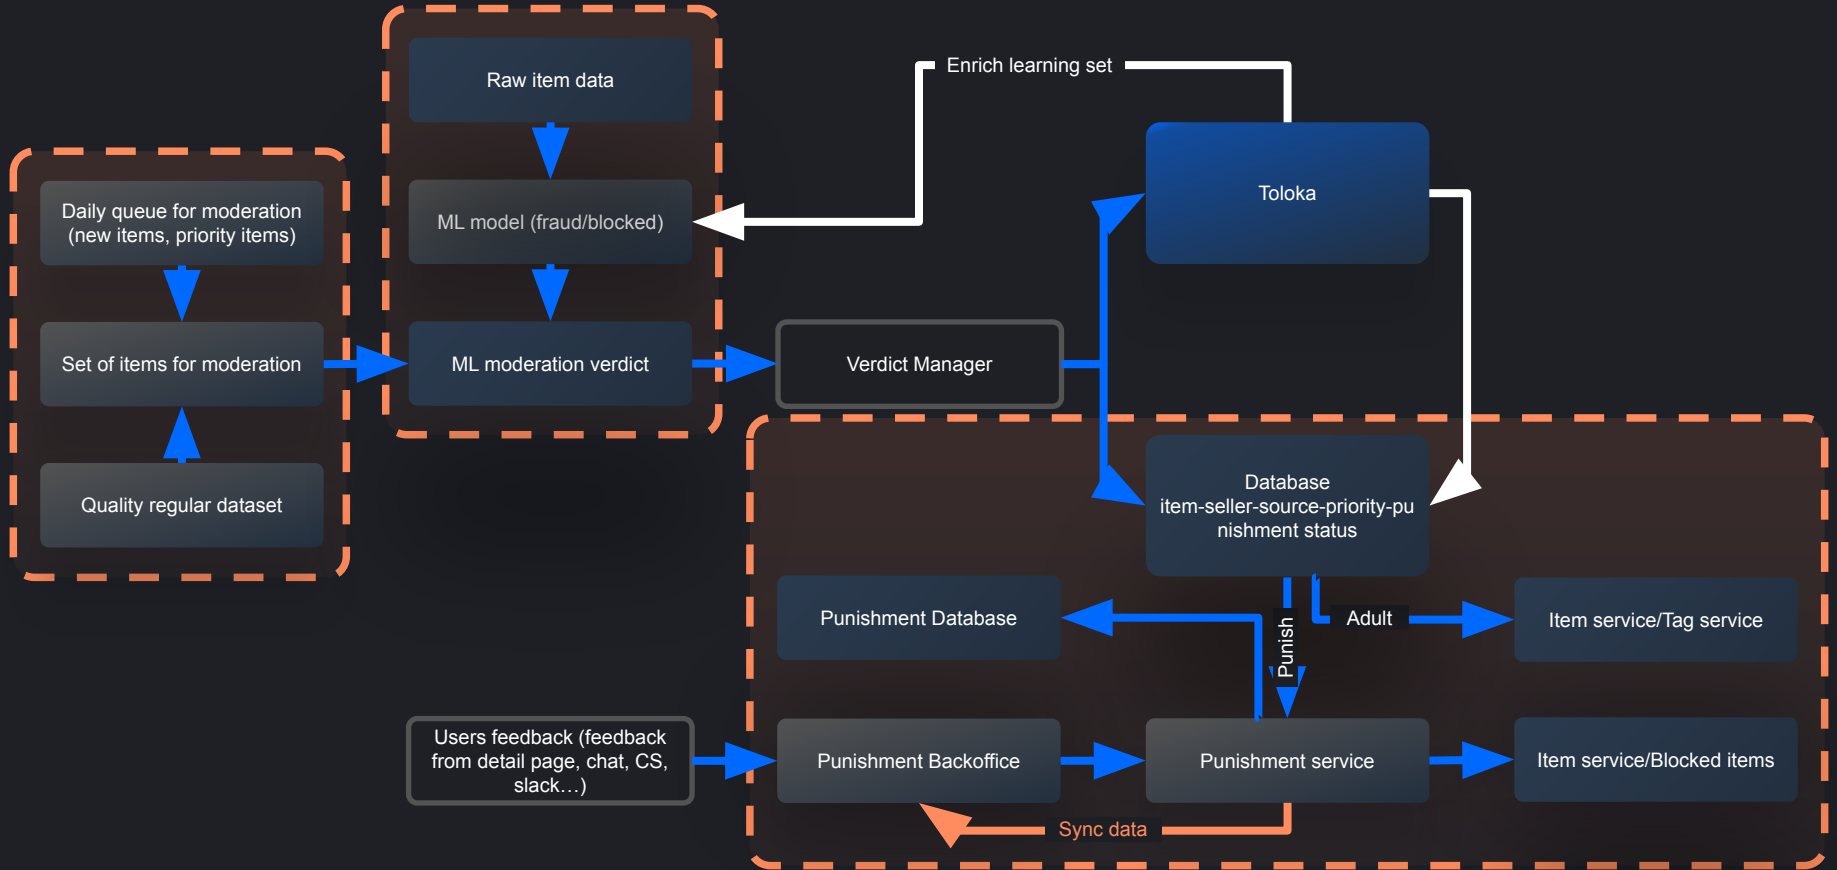 Raw item data
Enrich learning set
Daily queue for moderation
(new items, priority items)
ML model (fraud/blocked)
Toloka
Set of items for moderation
ML moderation verdict
Verdict Manager
Quality regular dataset
Database
item-seller-source-priority-pu
nishment status
Punishment Database
Punish
Adult
Item service/Tag service
Users feedback (feedback
from detail page, chat, CS,
slack…)
Punishment Backoffice
Punishment service
Item service/Blocked items
Sync data